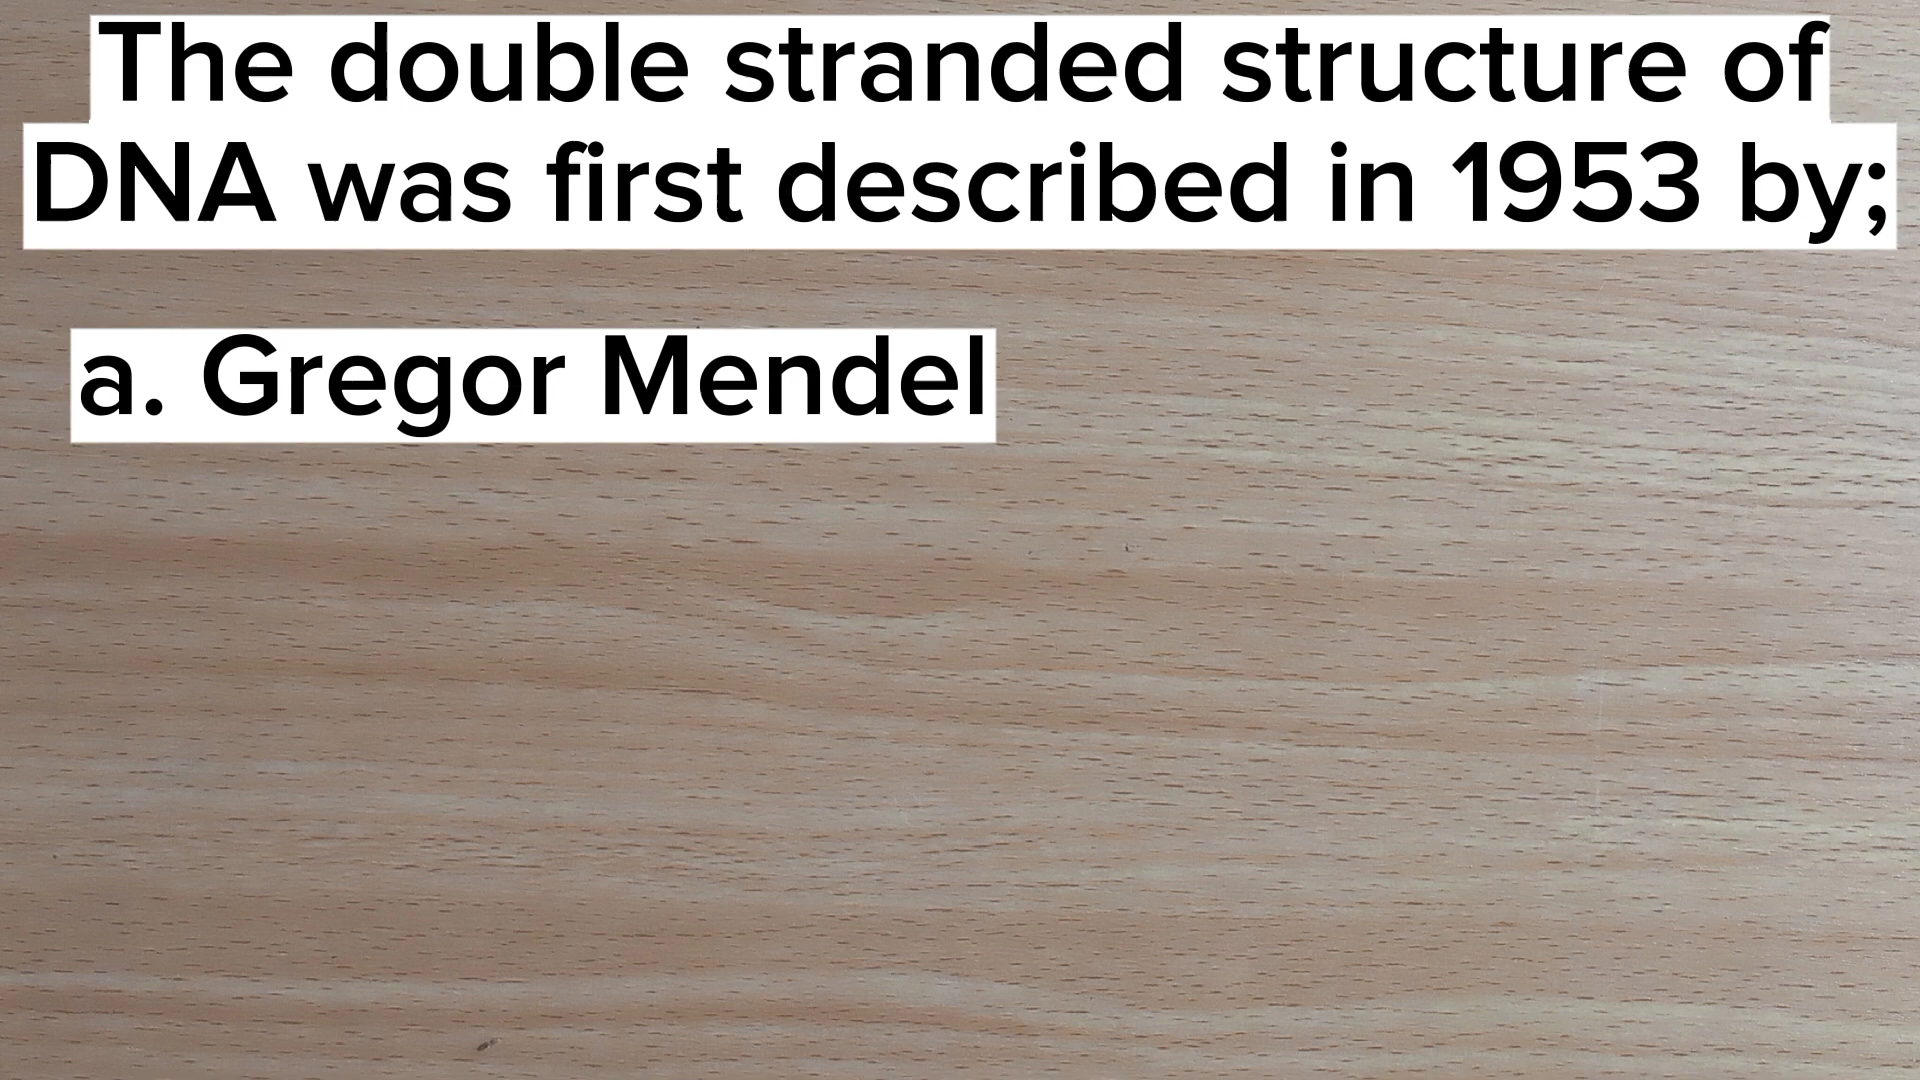 The double stranded structure of
DNA was first described in 1953 by;
a. Gregor Mendel